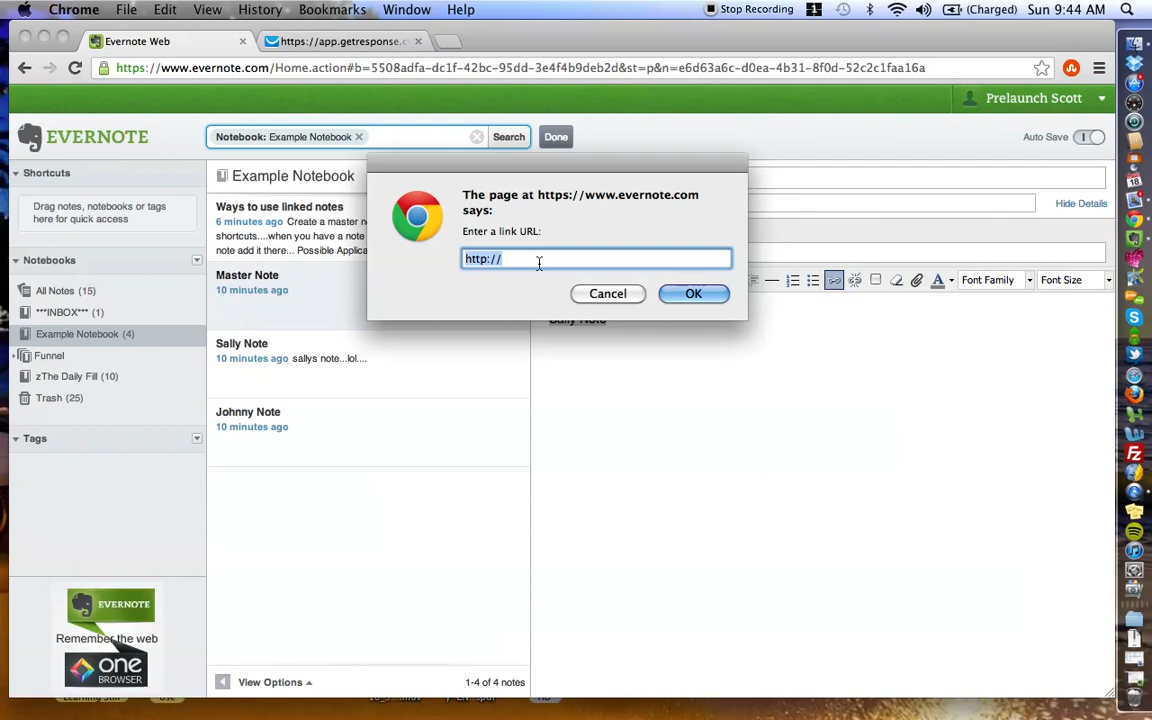 Chrome File Edit View History Bookmarks Window Help Stop Recording 1 (Charged) Sun 9:44 AM
Evernote Web × https://app.getresponse.c ×
https://www.evernote.com/Home.action#b=5508adfa-dc1f-42bc-95dd-3e4f4b9deb2d&st=p&n=e6d63a6c-d0ea-4b31-8f0d-52c2c1faa16a
Prelaunch Scott
EVERNOTE Notebook: Example Notebook × Search Done Auto Save
Shortcuts
Drag notes, notebooks or tags
here for quick access
Notebooks
All Notes (15)
***INBOX*** (1)
Example Notebook (4)
Funnel
zThe Daily Fill (10)
Trash (25)
Tags
EVERNOTE
Remember the web
one
BROWSER
Example Notebook
Ways to use linked notes
6 minutes ago Create a master n
shortcuts....when you have a note
note add it there... Possible Applica
Master Note
10 minutes ago
Sally Note
10 minutes ago sallys note...lol....
Johnny Note
10 minutes ago
View Options 1-4 of 4 notes
The page at https://www.evernote.com
says:
Enter a link URL:
http://
Cancel OK
Hide Details
Font Family Font Size
Sally Note